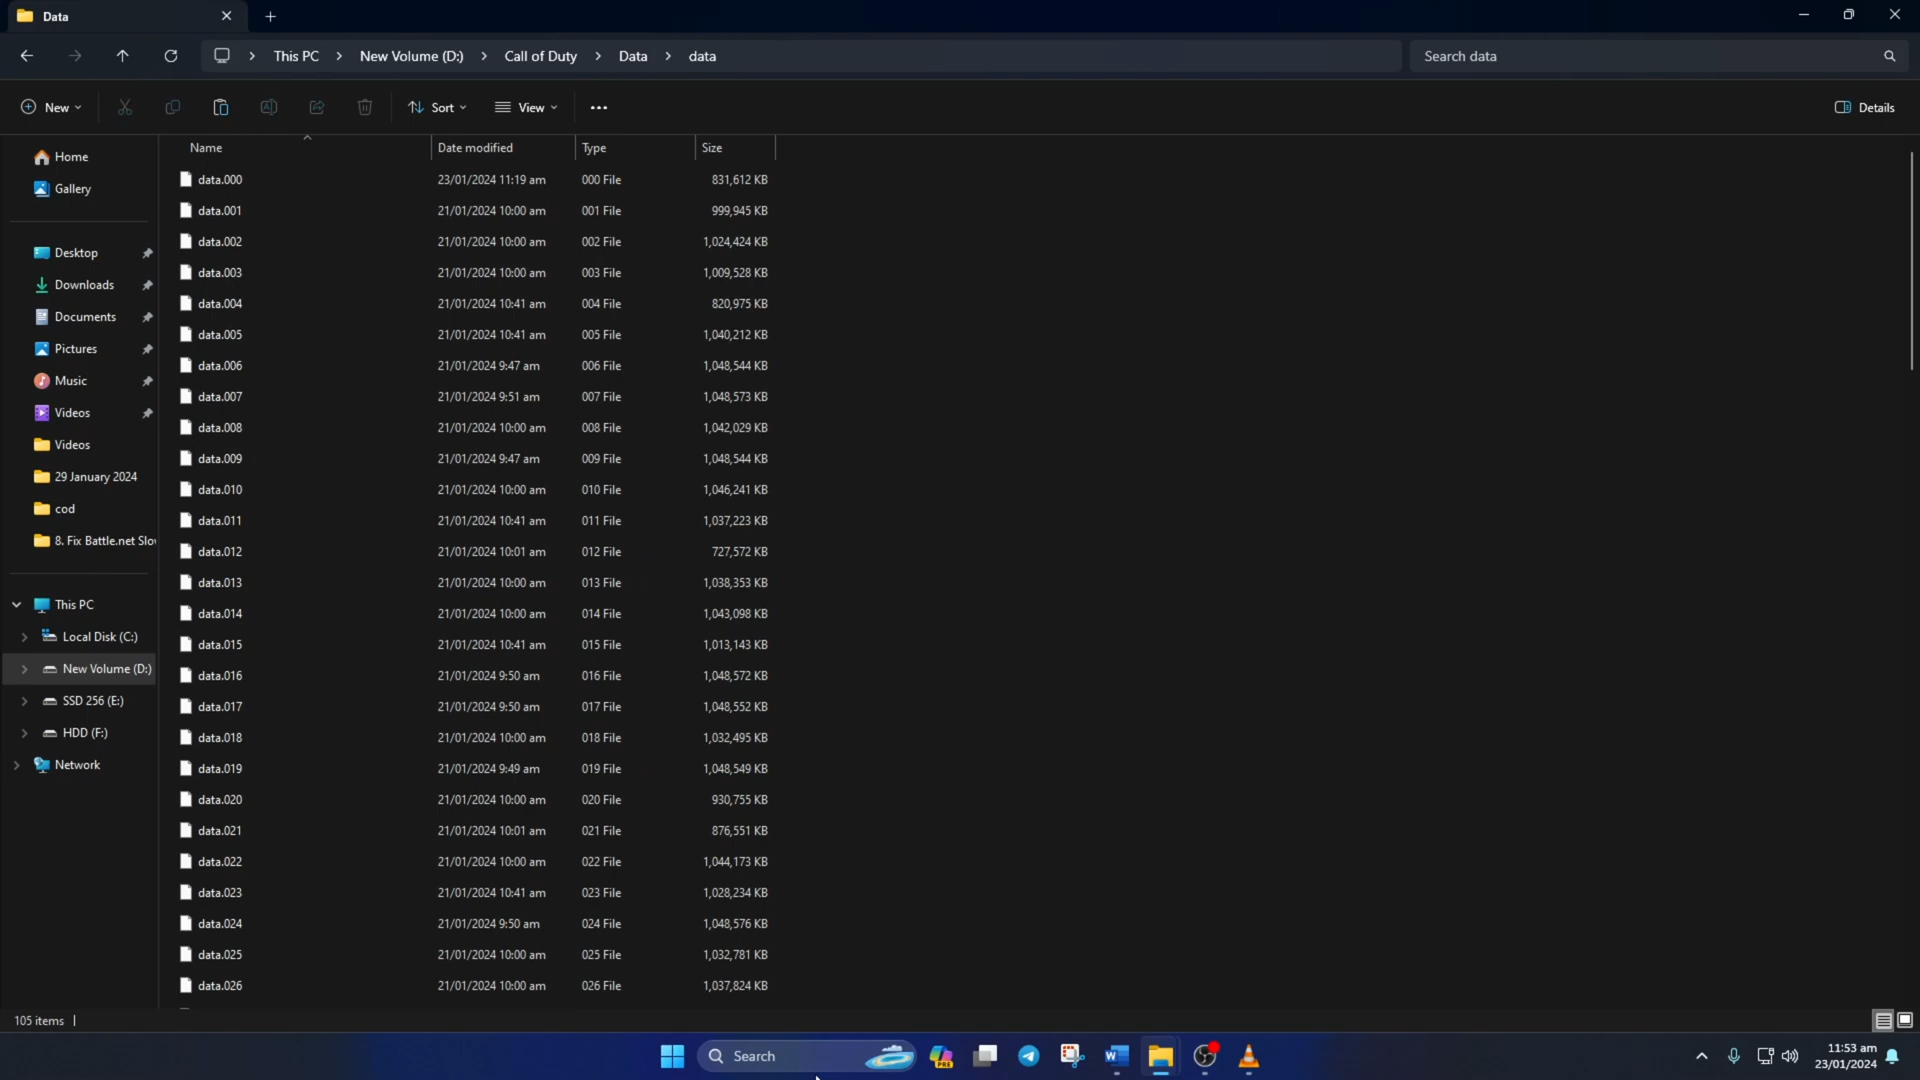 Data
This PC > New Volume (D:) > Call of Duty > Data > data
Search data
New
Sort
View
Details
Name Date modified Type Size
Home
Gallery
Desktop
Downloads
Documents
Pictures
Music
Videos
Videos
29 January 2024
cod
8. Fix Battle.net Slo
This PC
Local Disk (C:)
New Volume (D:)
SSD 256 (E:)
HDD (F:)
Network
data.000 23/01/2024 11:19 am 000 File 831,612 KB
data.001 21/01/2024 10:00 am 001 File 999,945 KB
data.002 21/01/2024 10:00 am 002 File 1,024,424 KB
data.003 21/01/2024 10:00 am 003 File 1,009,528 KB
data.004 21/01/2024 10:41 am 004 File 820,975 KB
data.005 21/01/2024 10:41 am 005 File 1,040,212 KB
data.006 21/01/2024 9:47 am 006 File 1,048,544 KB
data.007 21/01/2024 9:51 am 007 File 1,048,573 KB
data.008 21/01/2024 10:00 am 008 File 1,042,029 KB
data.009 21/01/2024 9:47 am 009 File 1,048,544 KB
data.010 21/01/2024 10:00 am 010 File 1,046,241 KB
data.011 21/01/2024 10:41 am 011 File 1,037,223 KB
data.012 21/01/2024 10:01 am 012 File 727,572 KB
data.013 21/01/2024 10:00 am 013 File 1,038,353 KB
data.014 21/01/2024 10:00 am 014 File 1,043,098 KB
data.015 21/01/2024 10:41 am 015 File 1,013,143 KB
data.016 21/01/2024 9:50 am 016 File 1,048,572 KB
data.017 21/01/2024 9:50 am 017 File 1,048,552 KB
data.018 21/01/2024 10:00 am 018 File 1,032,495 KB
data.019 21/01/2024 9:49 am 019 File 1,048,549 KB
data.020 21/01/2024 10:00 am 020 File 930,755 KB
data.021 21/01/2024 10:01 am 021 File 876,551 KB
data.022 21/01/2024 10:00 am 022 File 1,044,173 KB
data.023 21/01/2024 10:41 am 023 File 1,028,234 KB
data.024 21/01/2024 9:50 am 024 File 1,048,576 KB
data.025 21/01/2024 10:00 am 025 File 1,032,781 KB
data.026 21/01/2024 10:00 am 026 File 1,037,824 KB
105 items
Search
PRE
W
11:53 am
23/01/2024